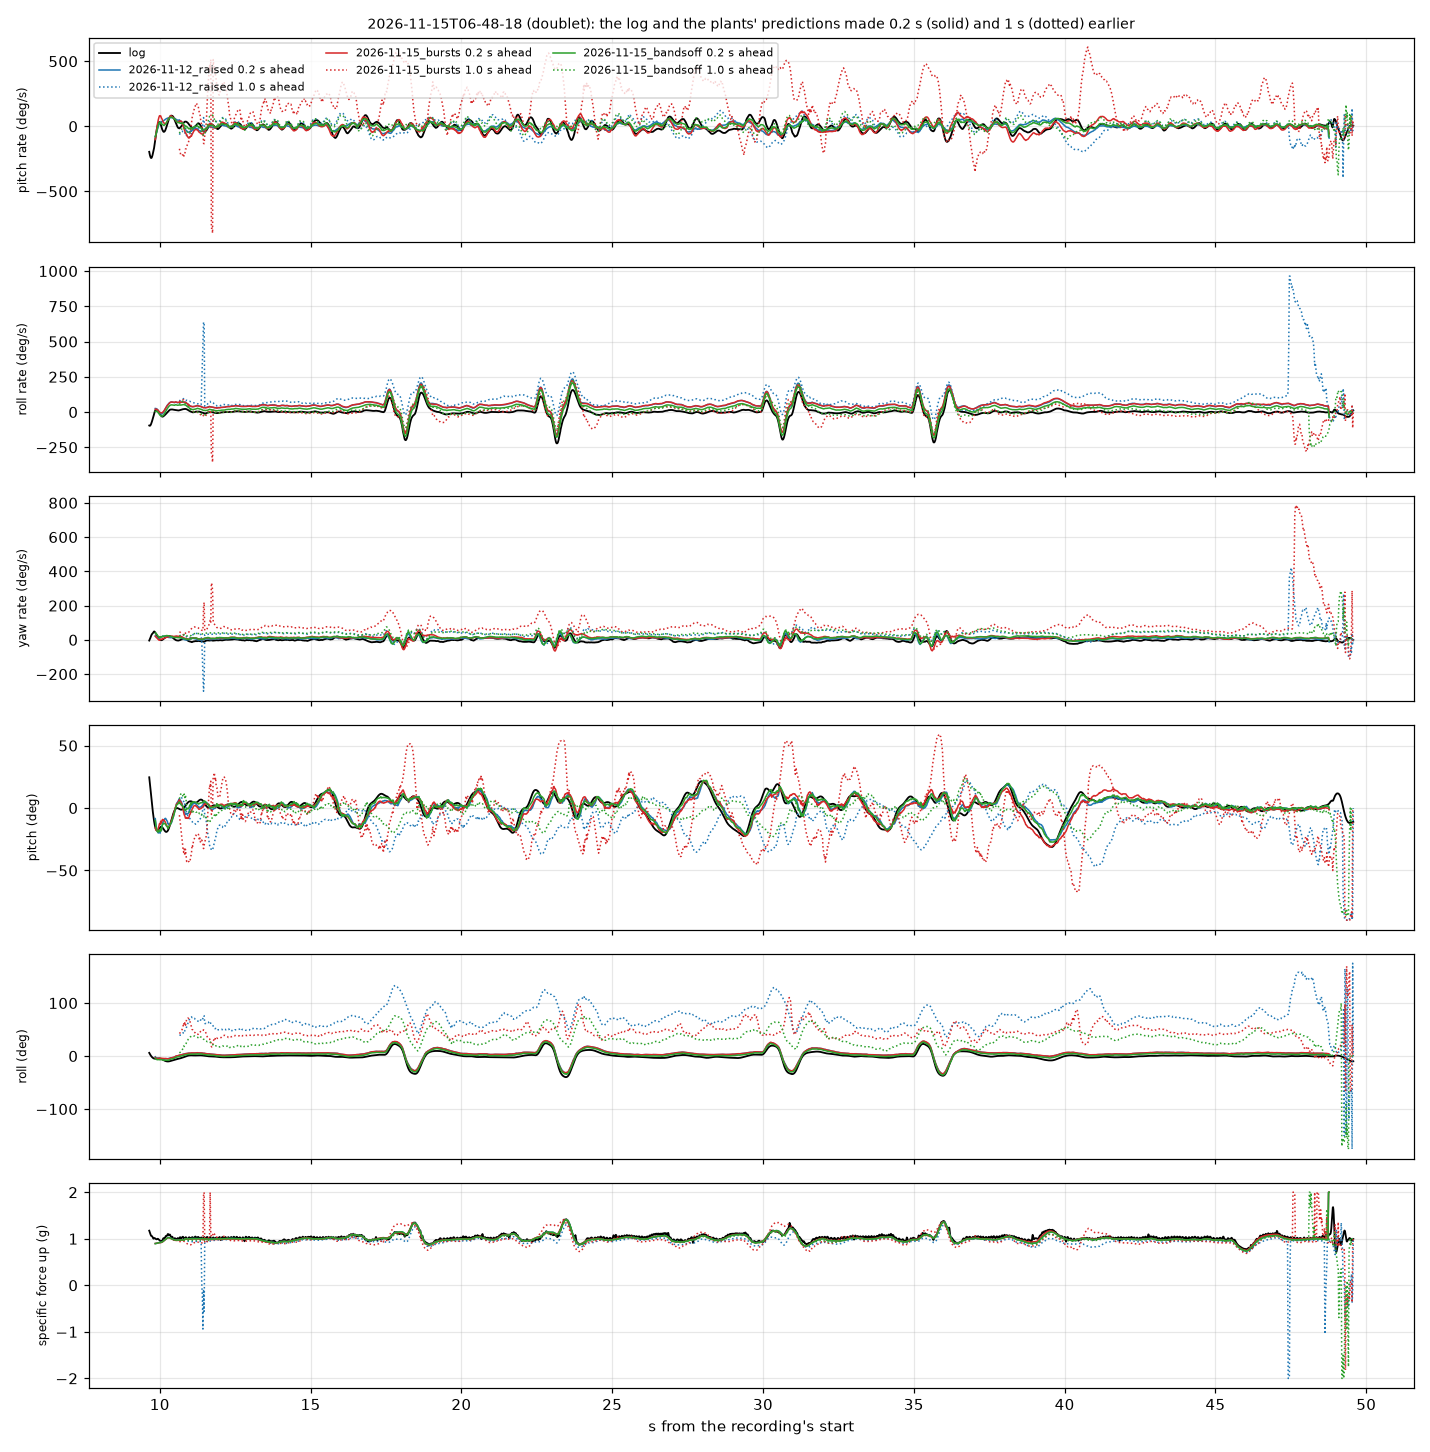 2026-11-15T06-48-18 (doublet): the log and the plants' predictions made 0.2 s (solid) and 1 s (dotted) earlier
log
2026-11-12_raised 0.2 s ahead
2026-11-12_raised 1.0 s ahead
2026-11-15_bursts 0.2 s ahead
2026-11-15_bursts 1.0 s ahead
2026-11-15_bandsoff 0.2 s ahead
2026-11-15_bandsoff 1.0 s ahead
pitch rate (deg/s)
500
0
−500
roll rate (deg/s)
1000
750
500
250
0
−250
yaw rate (deg/s)
800
600
400
200
0
−200
pitch (deg)
50
0
−50
roll (deg)
100
0
−100
specific force up (g)
2
1
0
−1
−2
10 15 20 25 30 35 40 45 50
s from the recording's start